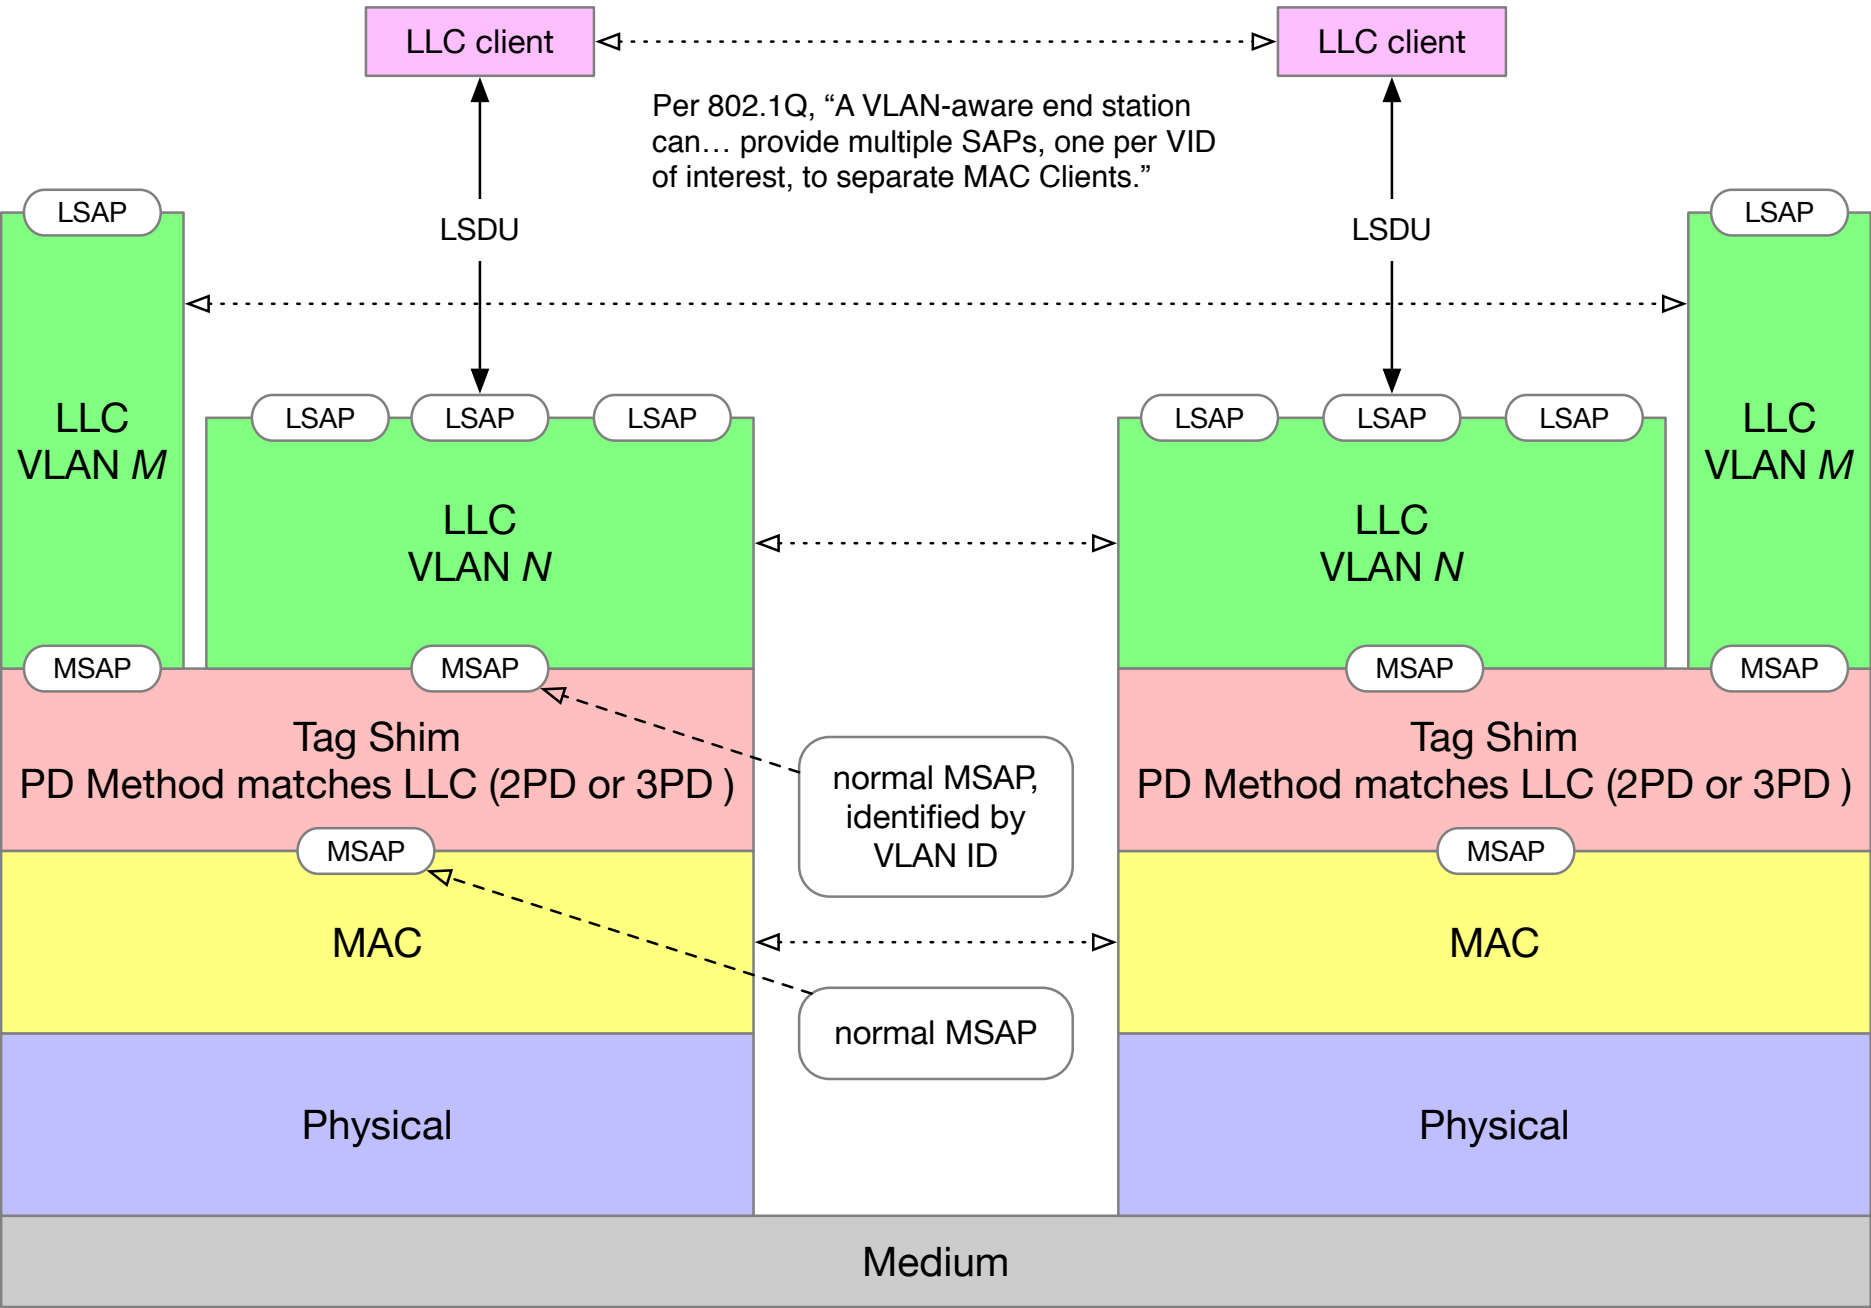 LLC client
LLC client
Per 802.1Q, “A VLAN-aware end station
can… provide multiple SAPs, one per VID
of interest, to separate MAC Clients.”
LSAP
LSAP
LSDU
LSDU
LLC
VLAN M
LSAP
LSAP
LSAP
LSAP
LSAP
LSAP
LLC
VLAN M
LLC
VLAN N
LLC
VLAN N
MSAP
MSAP
MSAP
MSAP
Tag Shim
PD Method matches LLC (2PD or 3PD )
normal MSAP,
identified by
VLAN ID
Tag Shim
PD Method matches LLC (2PD or 3PD )
MSAP
MSAP
MAC
MAC
normal MSAP
Physical
Physical
Medium